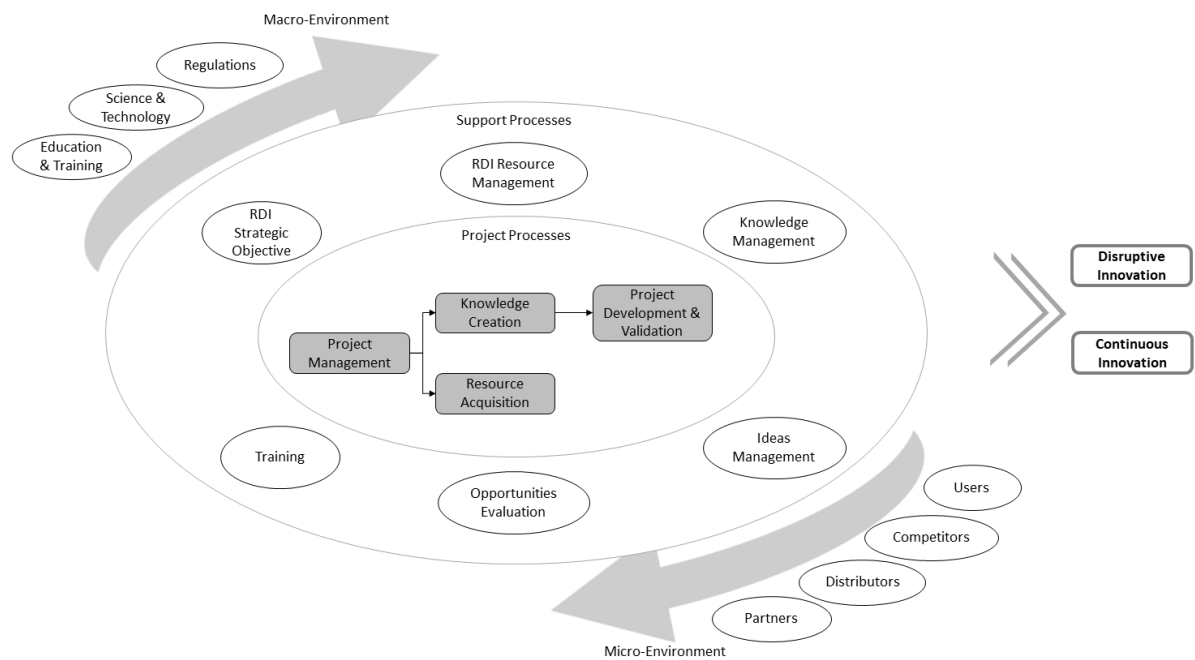 Macro-Environment
Regulations
Science &
Technology
Education
& Training
Support Processes
RDI Resource
Management
RDI
Strategic
Objective
Knowledge
Management
Project Processes
Knowledge
Creation
Project
Development &
Validation
Project
Management
Resource
Acquisition
Disruptive
Innovation
Continuous
Innovation
Training
Opportunities
Evaluation
Ideas
Management
Users
Competitors
Distributors
Partners
Micro-Environment